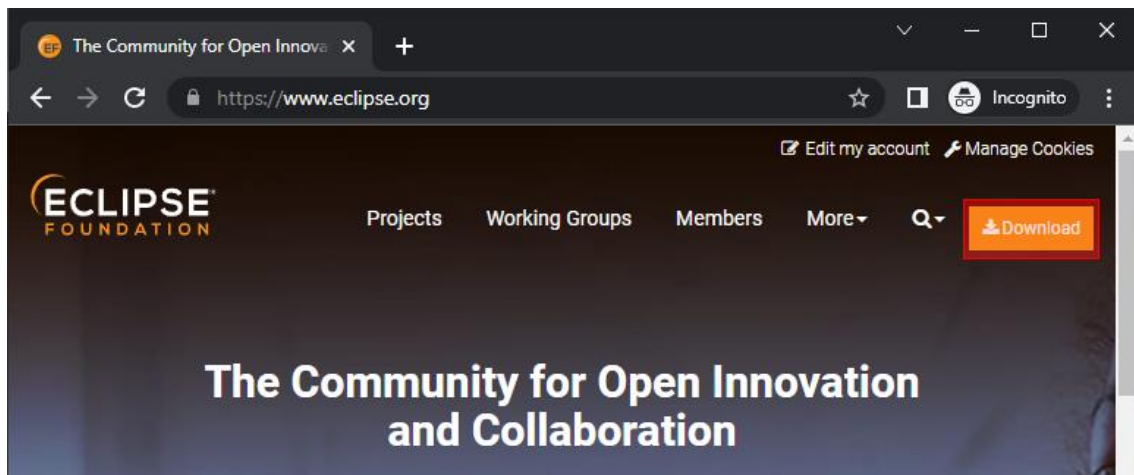 The Community for Open Innova
https://www.eclipse.org
Incognito
Edit my account
Manage Cookies
ECLIPSE
FOUNDATION
Projects
Working Groups
Members
More
Download
The Community for Open Innovation
and Collaboration